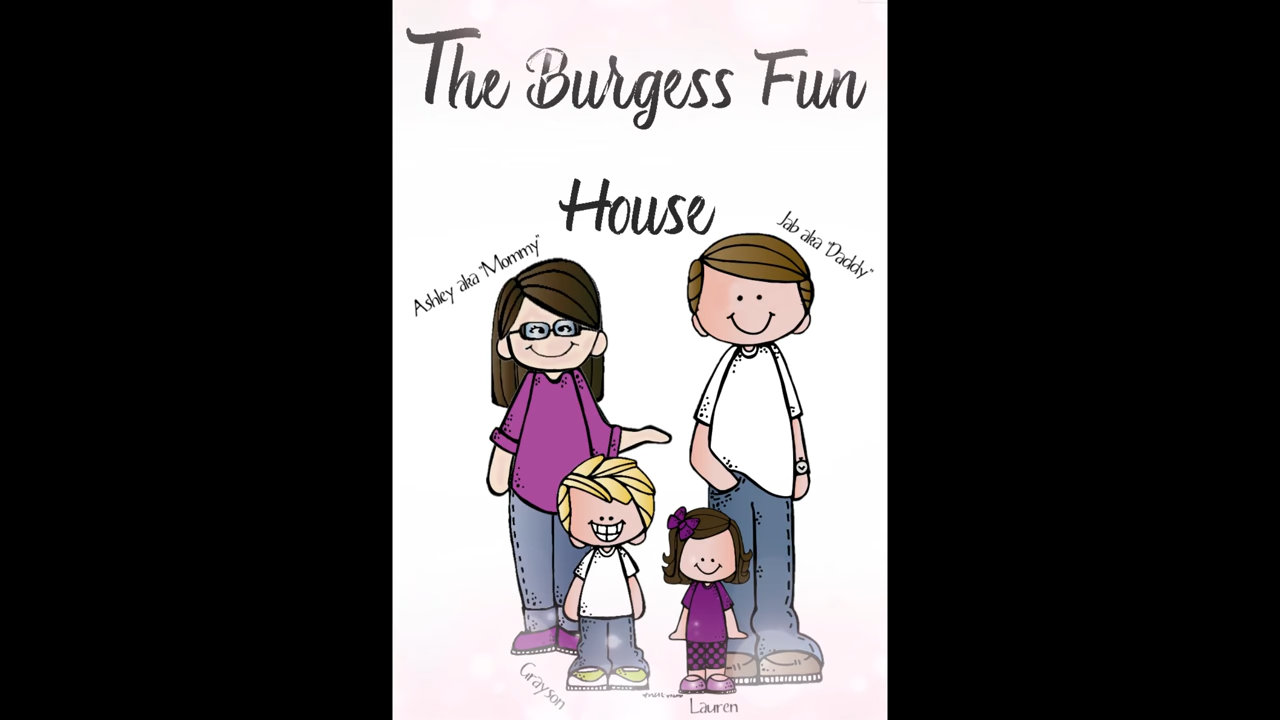 The Burgess Fun
House
Ashley aka "Mommy"
Jab aka "Daddy"
Grayson
Lauren